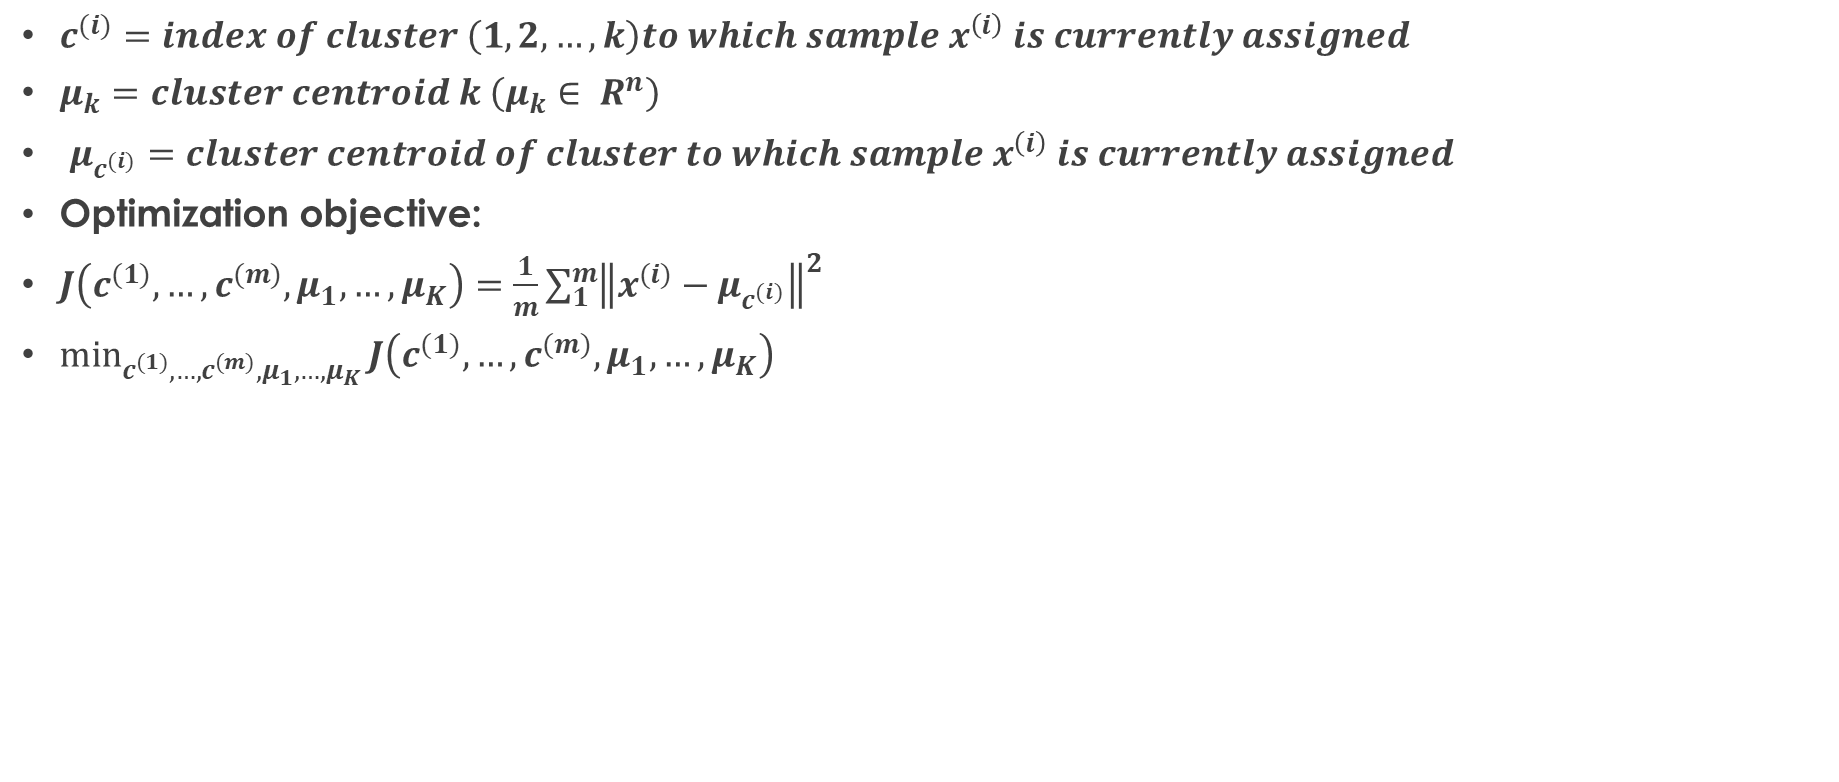 • c^(i) = index of cluster (1, 2, … , k)to which sample x^(i) is currently assigned
• μ_k = cluster centroid k (μ_k ∈ R^n)
• μ_c^(i) = cluster centroid of cluster to which sample x^(i) is currently assigned
• Optimization objective:
• J(c^(1), … , c^(m), μ_1, … , μ_K) = 1/m ∑_1^m ‖x^(i) − μ_c^(i)‖^2
• min_c^(1),…,c^(m),μ_1,…,μ_K J(c^(1), … , c^(m), μ_1, … , μ_K)